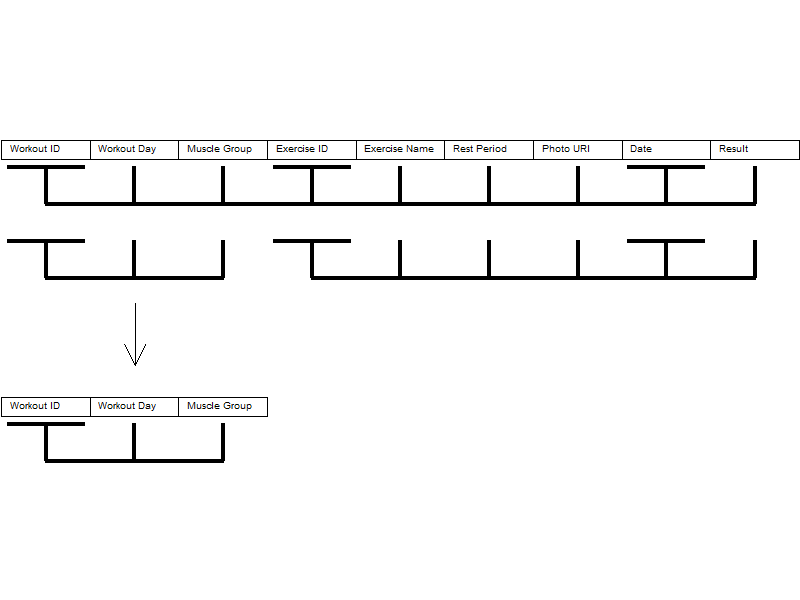 Workout ID Workout Day Muscle Group Exercise ID Exercise Name Rest Period Photo URI Date Result
Workout ID Workout Day Muscle Group